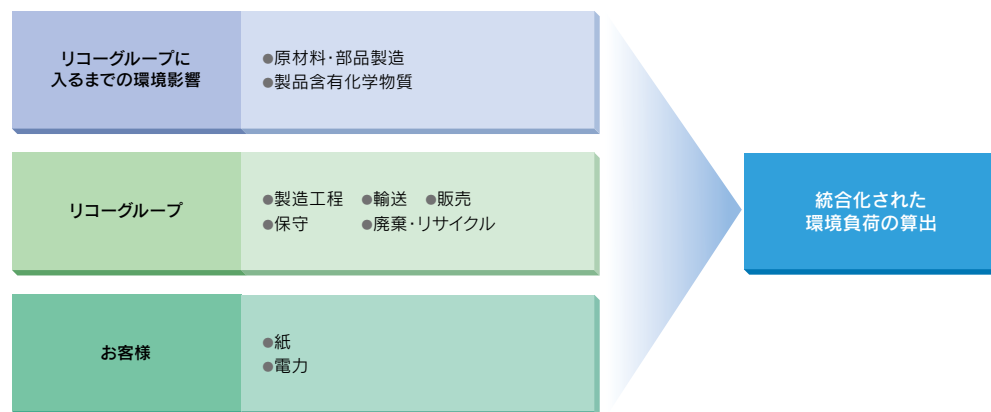 リコーグループに
入るまでの環境影響
●原材料・部品製造
●製品含有化学物質
リコーグループ
●製造工程 ●輸送 ●販売
●保守 ●廃棄・リサイクル
お客様
●紙
●電力
統合化された
環境負荷の算出